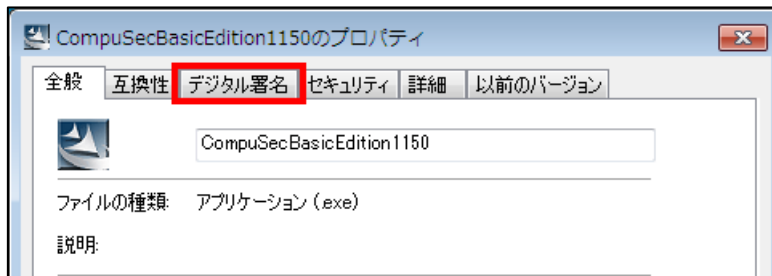 CompuSecBasicEdition1150のプロパティ
全般 互換性 デジタル署名 セキュリティ 詳細 以前のバージョン
CompuSecBasicEdition1150
ファイルの種類: アプリケーション (.exe)
説明: